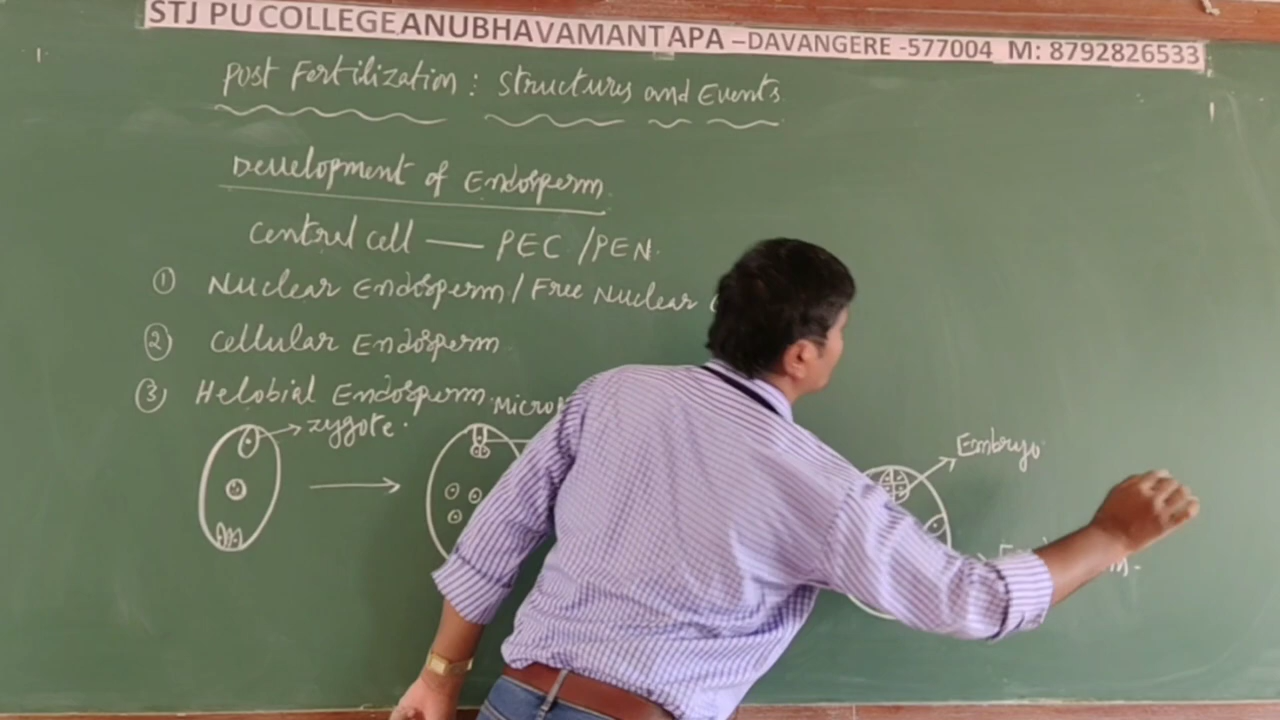 STJ PU COLLEGE ANUBHAVAMANTAPA –DAVANGERE -577004 M: 8792826533
Post Fertilization : Structures and Events.
Development of Endosperm.
Central cell — PEC / PEN.
① Nuclear Endosperm / Free Nuclear
② Cellular Endosperm
③ Helobial Endosperm.
zygote.
Embryo.